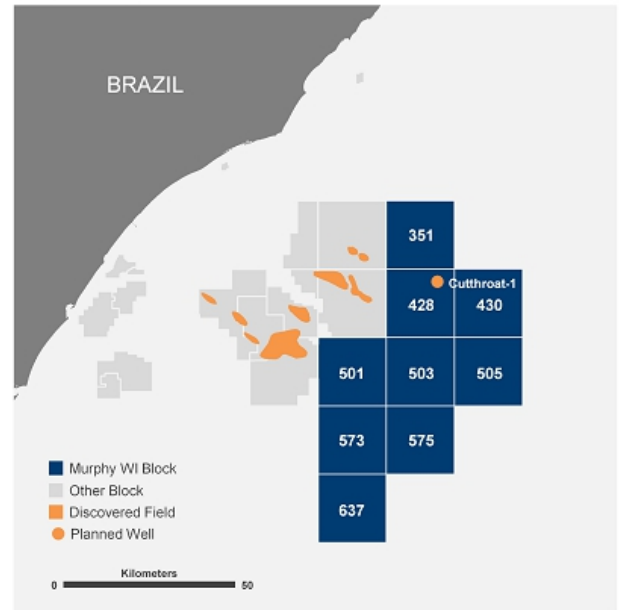 BRAZIL
351
Cutthroat-1
428
430
501
503
505
573
575
637
Murphy WI Block
Other Block
Discovered Field
Planned Well
Kilometers
0
50